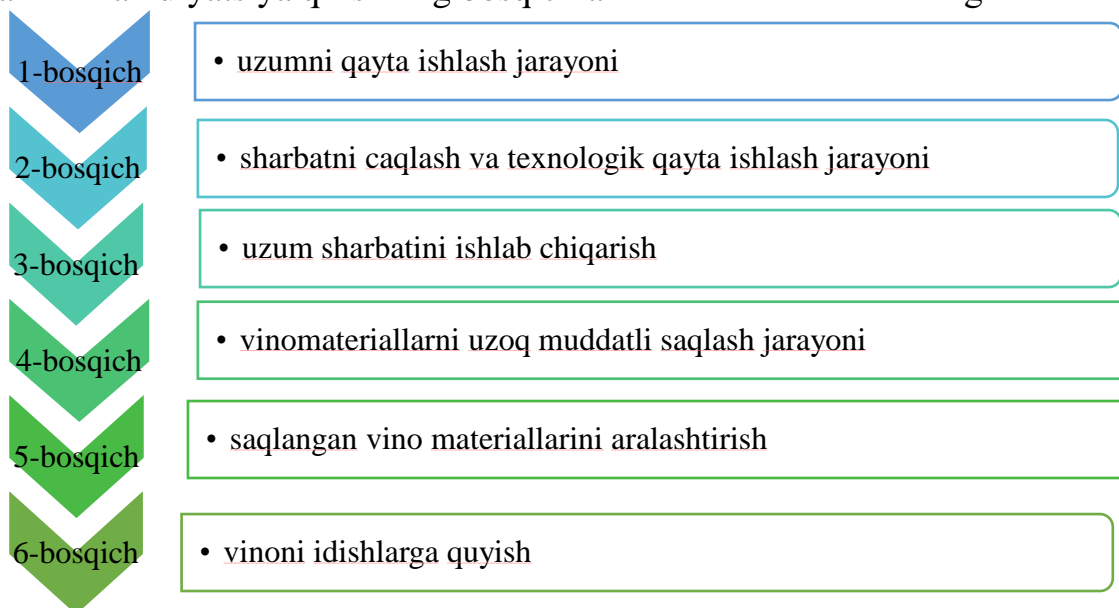 1-bosqich
• uzumni qayta ishlash jarayoni
2-bosqich
• sharbatni caqlash va texnologik qayta ishlash jarayoni
3-bosqich
• uzum sharbatini ishlab chiqarish
4-bosqich
• vinomateriallarni uzoq muddatli saqlash jarayoni
5-bosqich
• saqlangan vino materiallarini aralashtirish
6-bosqich
• vinoni idishlarga quyish